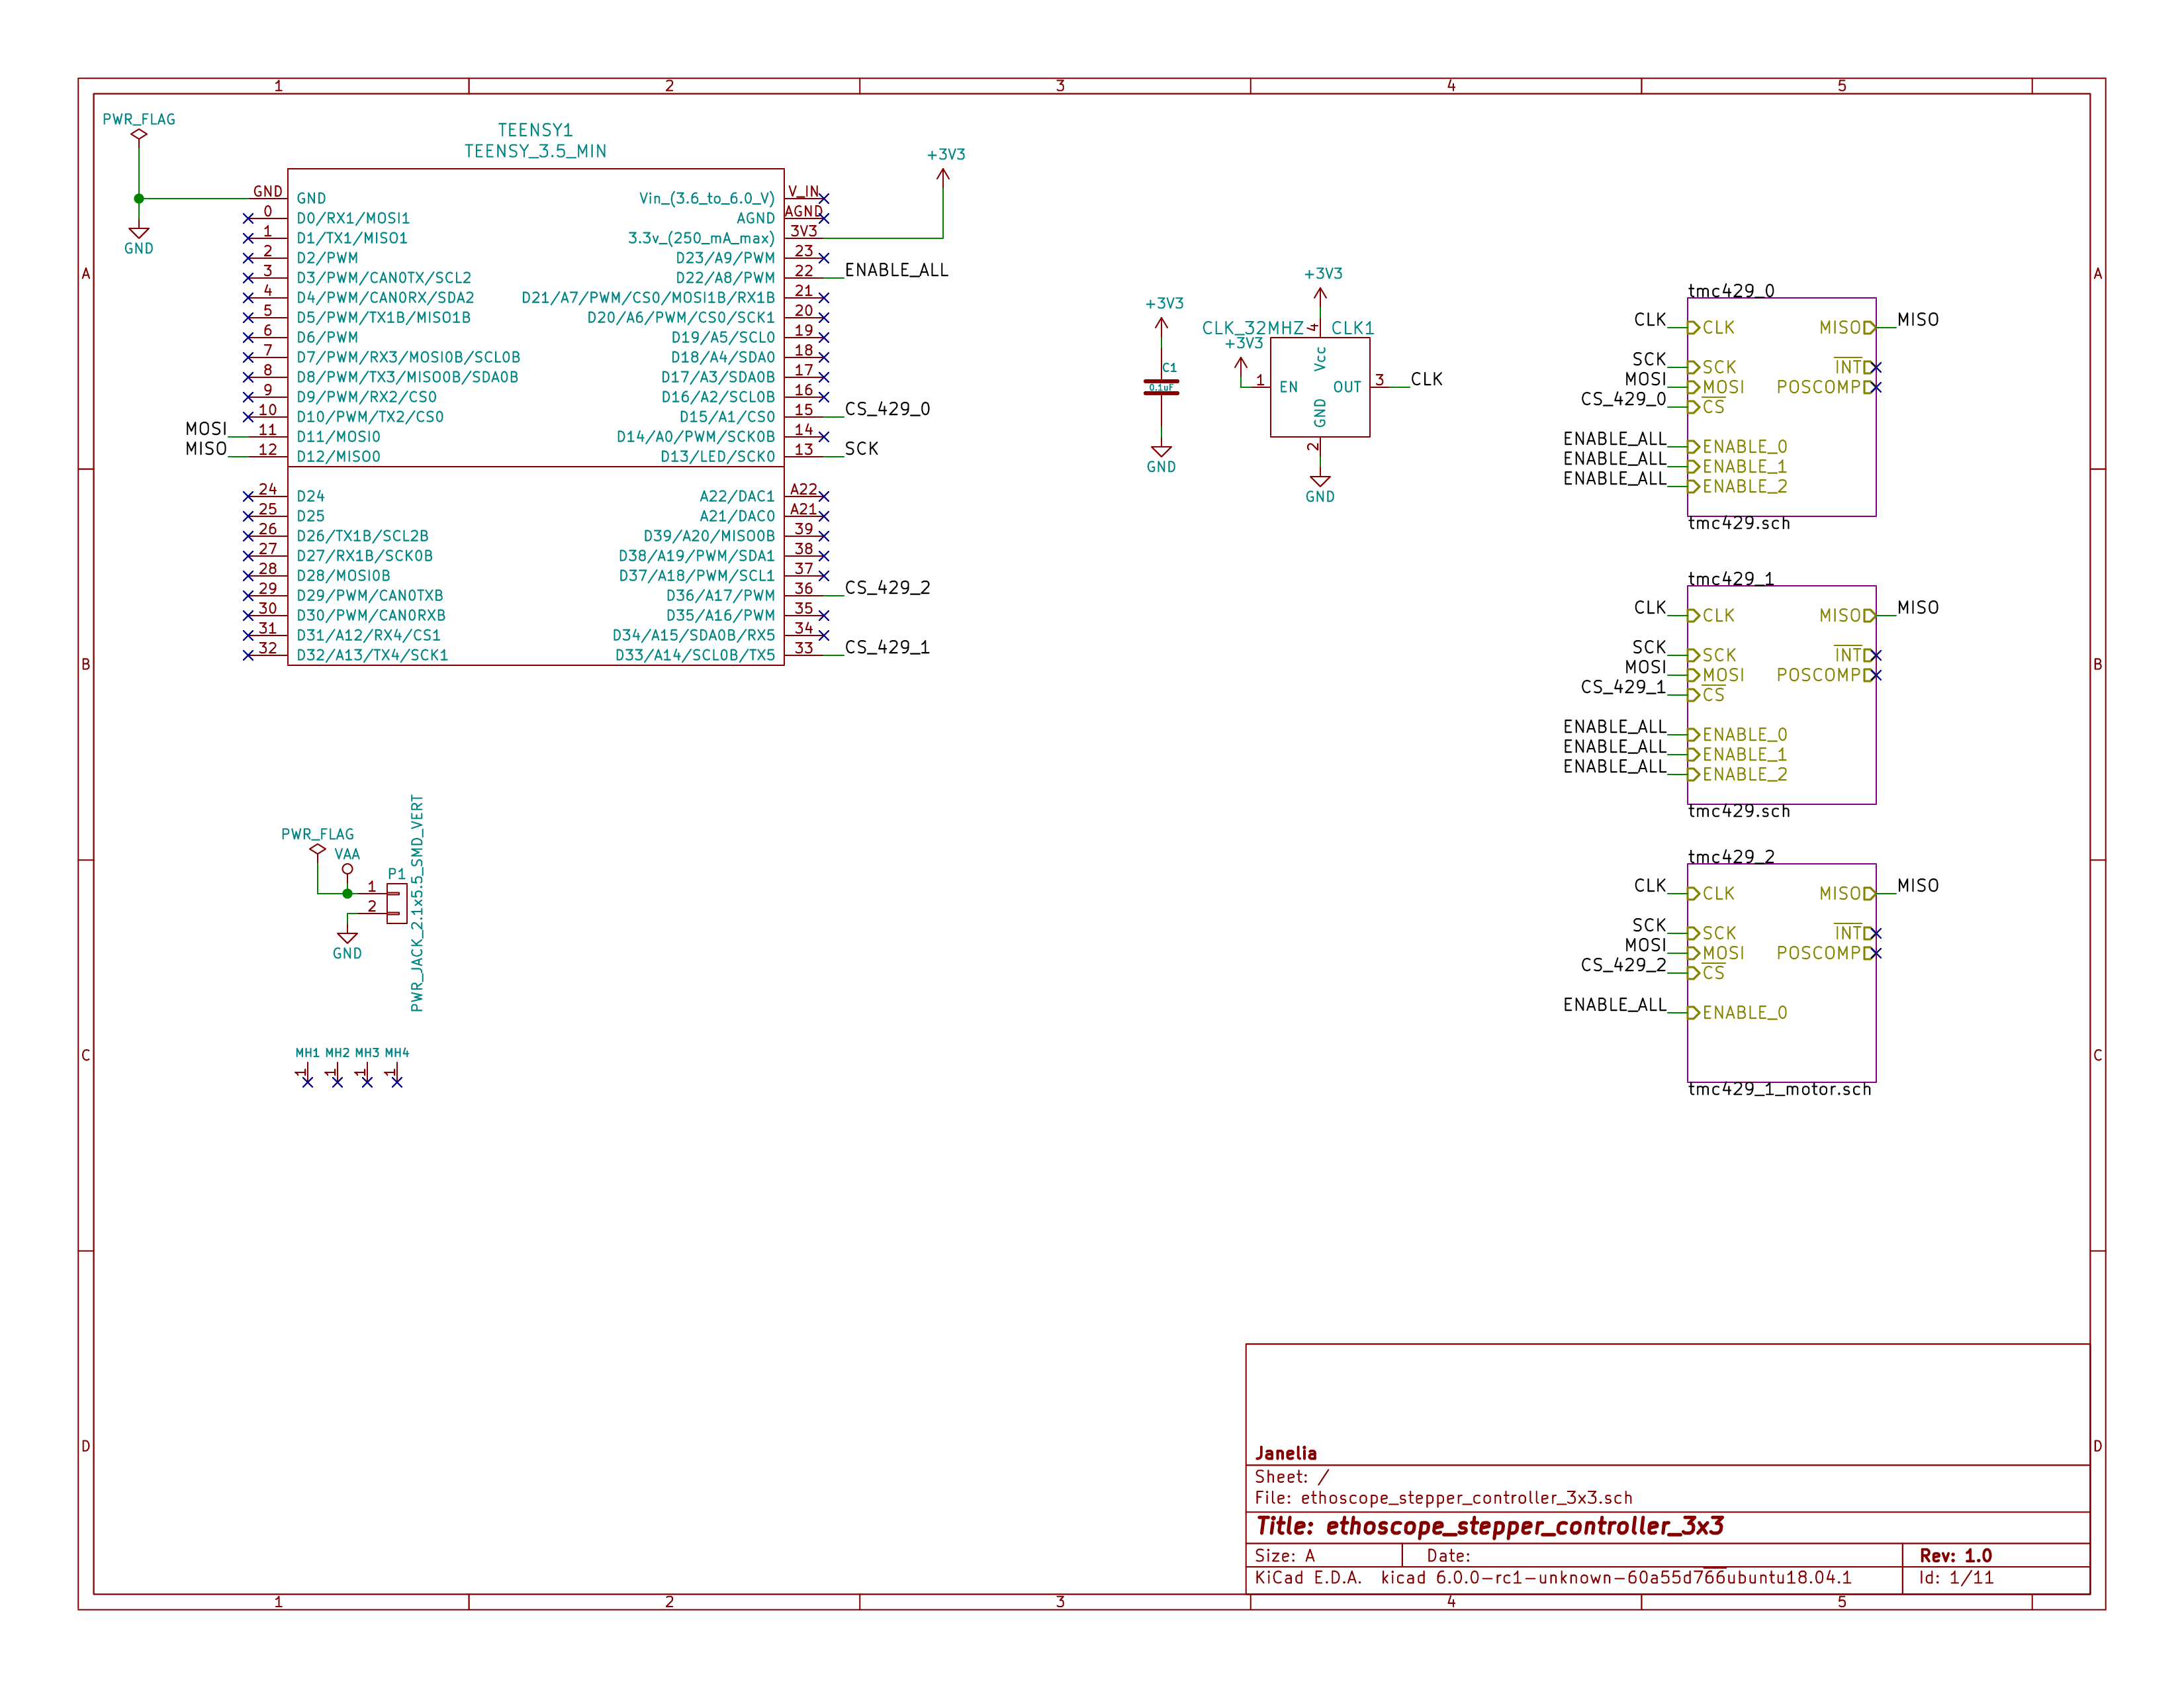 1 2 3 4 5
A
B
C
D
A
B
C
D
1 2 3 4 5
PWR_FLAG
GND
TEENSY1
TEENSY_3.5_MIN
GND GND Vin_(3.6_to_6.0_V) V_IN
0 D0/RX1/MOSI1 AGND AGND
1 D1/TX1/MISO1 3.3v_(250_mA_max) 3V3
2 D2/PWM D23/A9/PWM 23
3 D3/PWM/CAN0TX/SCL2 D22/A8/PWM 22 ENABLE_ALL
4 D4/PWM/CAN0RX/SDA2 D21/A7/PWM/CS0/MOSI1B/RX1B 21
5 D5/PWM/TX1B/MISO1B D20/A6/PWM/CS0/SCK1 20
6 D6/PWM D19/A5/SCL0 19
7 D7/PWM/RX3/MOSI0B/SCL0B D18/A4/SDA0 18
8 D8/PWM/TX3/MISO0B/SDA0B D17/A3/SDA0B 17
9 D9/PWM/RX2/CS0 D16/A2/SCL0B 16
10 D10/PWM/TX2/CS0 D15/A1/CS0 15 CS_429_0
MOSI 11 D11/MOSI0 D14/A0/PWM/SCK0B 14
MISO 12 D12/MISO0 D13/LED/SCK0 13 SCK
24 D24 A22/DAC1 A22
25 D25 A21/DAC0 A21
26 D26/TX1B/SCL2B D39/A20/MISO0B 39
27 D27/RX1B/SCK0B D38/A19/PWM/SDA1 38
28 D28/MOSI0B D37/A18/PWM/SCL1 37
29 D29/PWM/CAN0TXB D36/A17/PWM 36 CS_429_2
30 D30/PWM/CAN0RXB D35/A16/PWM 35
31 D31/A12/RX4/CS1 D34/A15/SDA0B/RX5 34
32 D32/A13/TX4/SCK1 D33/A14/SCL0B/TX5 33 CS_429_1
+3V3
+3V3
C1
0.1uF
GND
+3V3
CLK_32MHZ CLK1
+3V3
4 Vcc
1 EN OUT 3 CLK
GND 2
GND
tmc429_0
CLK CLK MISO MISO
SCK SCK INT
MOSI MOSI POSCOMP
CS_429_0 CS
ENABLE_ALL ENABLE_0
ENABLE_ALL ENABLE_1
ENABLE_ALL ENABLE_2
tmc429.sch
tmc429_1
CLK CLK MISO MISO
SCK SCK INT
MOSI MOSI POSCOMP
CS_429_1 CS
ENABLE_ALL ENABLE_0
ENABLE_ALL ENABLE_1
ENABLE_ALL ENABLE_2
tmc429.sch
tmc429_2
CLK CLK MISO MISO
SCK SCK INT
MOSI MOSI POSCOMP
CS_429_2 CS
ENABLE_ALL ENABLE_0
tmc429_1_motor.sch
PWR_FLAG
VAA
P1
1
2
GND
PWR_JACK_2.1x5.5_SMD_VERT
MH1 MH2 MH3 MH4
1 1 1 1
Janelia
Sheet: /
File: ethoscope_stepper_controller_3x3.sch
Title: ethoscope_stepper_controller_3x3
Size: A Date: Rev: 1.0
KiCad E.D.A. kicad 6.0.0-rc1-unknown-60a55d766ubuntu18.04.1 Id: 1/11